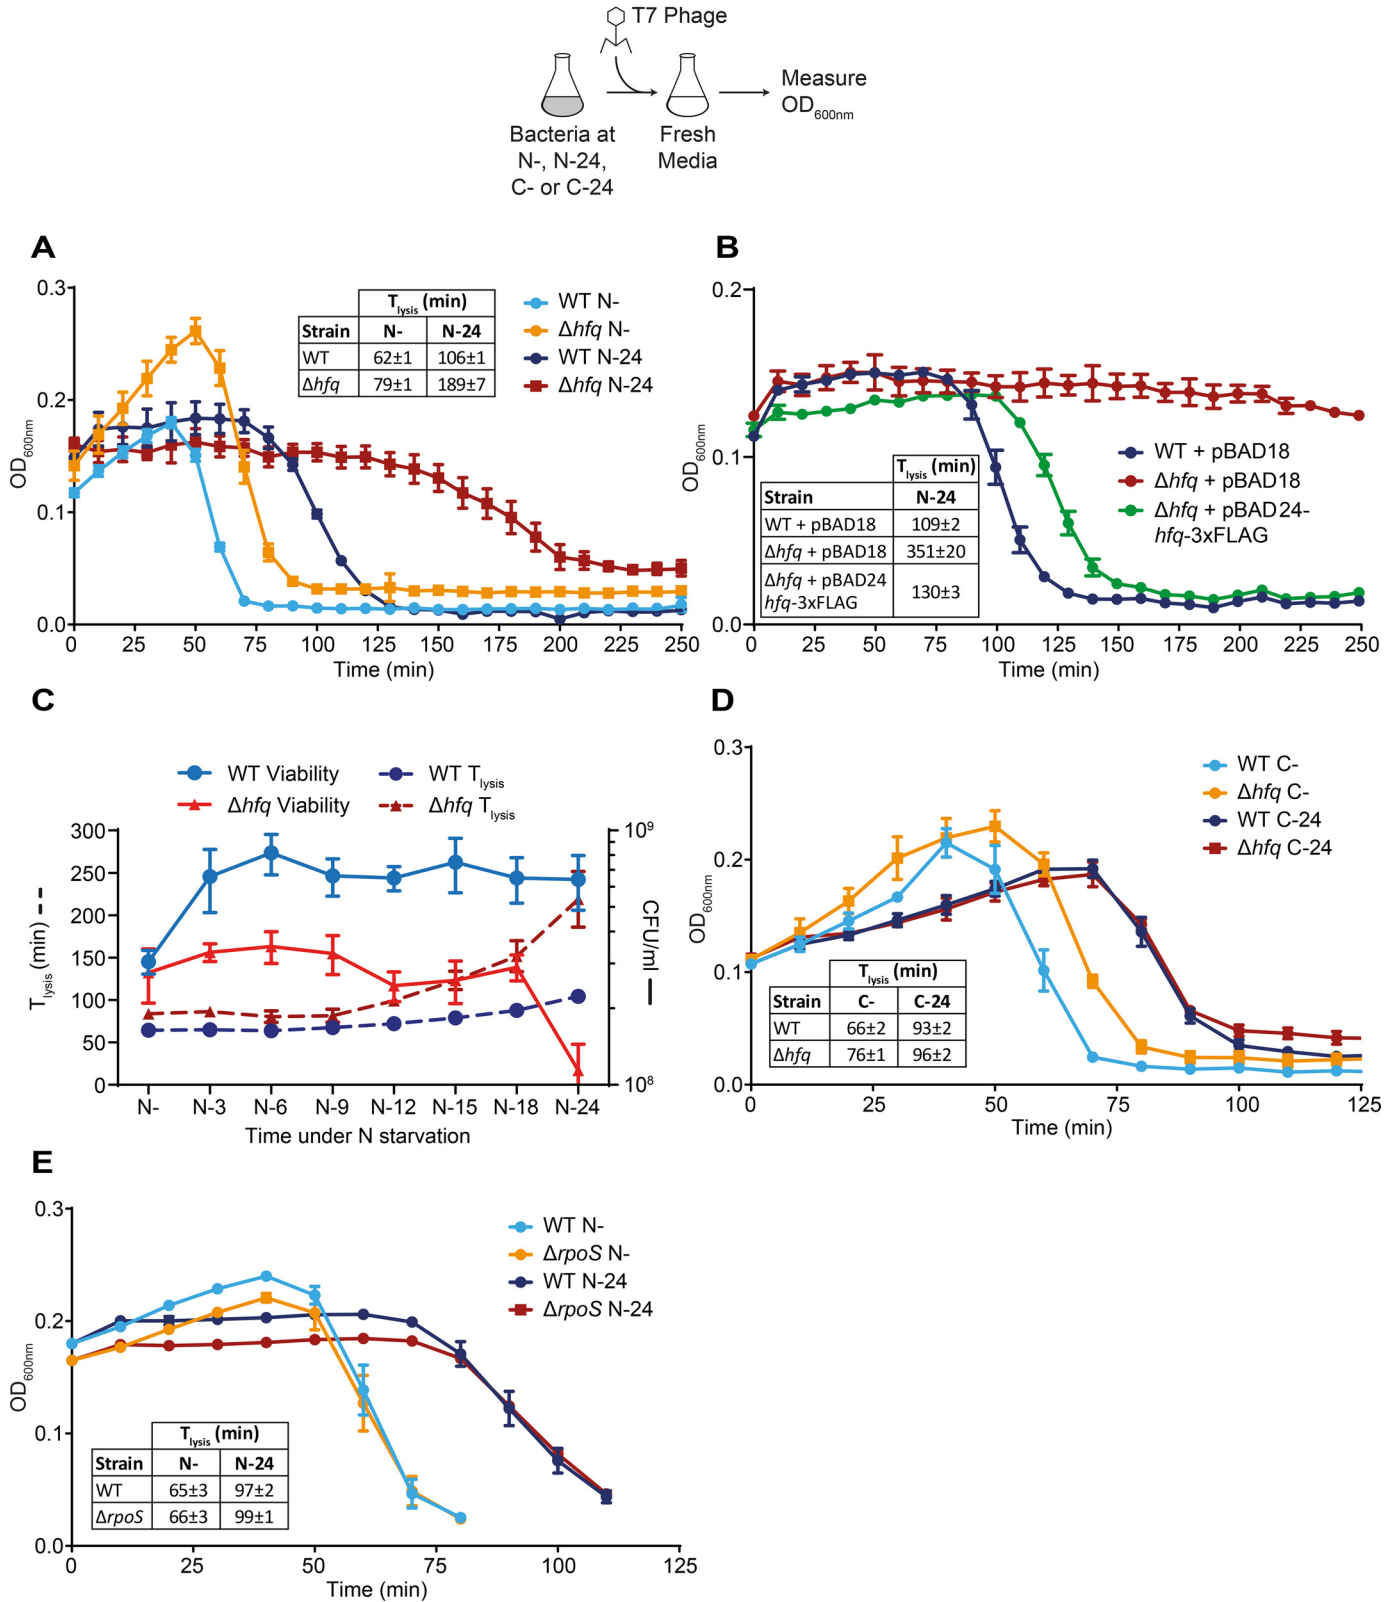 T7 Phage
Measure
OD600nm
Bacteria at
N-, N-24,
C- or C-24
Fresh
Media
A
0.3
0.2
0.1
0.0
OD600nm
0 25 50 75 100 125 150 175 200 225 250
Time (min)
Tlysis (min)
Strain N- N-24
WT 62±1 106±1
Δhfq 79±1 189±7
WT N-
Δhfq N-
WT N-24
Δhfq N-24
B
0.2
0.1
0.0
OD600nm
0 25 50 75 100 125 150 175 200 225 250
Time (min)
Tlysis (min)
Strain N-24
WT + pBAD18 109±2
Δhfq + pBAD18 351±20
Δhfq + pBAD24
hfq-3xFLAG 130±3
WT + pBAD18
Δhfq + pBAD18
Δhfq + pBAD24-
hfq-3xFLAG
C
WT Viability WT Tlysis
Δhfq Viability Δhfq Tlysis
300
250
200
150
100
50
0
Tlysis (min)
10^9
10^8
CFU/ml
N- N-3 N-6 N-9 N-12 N-15 N-18 N-24
Time under N starvation
D
0.3
0.2
0.1
0.0
OD600nm
0 25 50 75 100 125
Time (min)
Tlysis (min)
Strain C- C-24
WT 66±2 93±2
Δhfq 76±1 96±2
WT C-
Δhfq C-
WT C-24
Δhfq C-24
E
0.3
0.2
0.1
0.0
OD600nm
0 25 50 75 100 125
Time (min)
Tlysis (min)
Strain N- N-24
WT 65±3 97±2
ΔrpoS 66±3 99±1
WT N-
ΔrpoS N-
WT N-24
ΔrpoS N-24